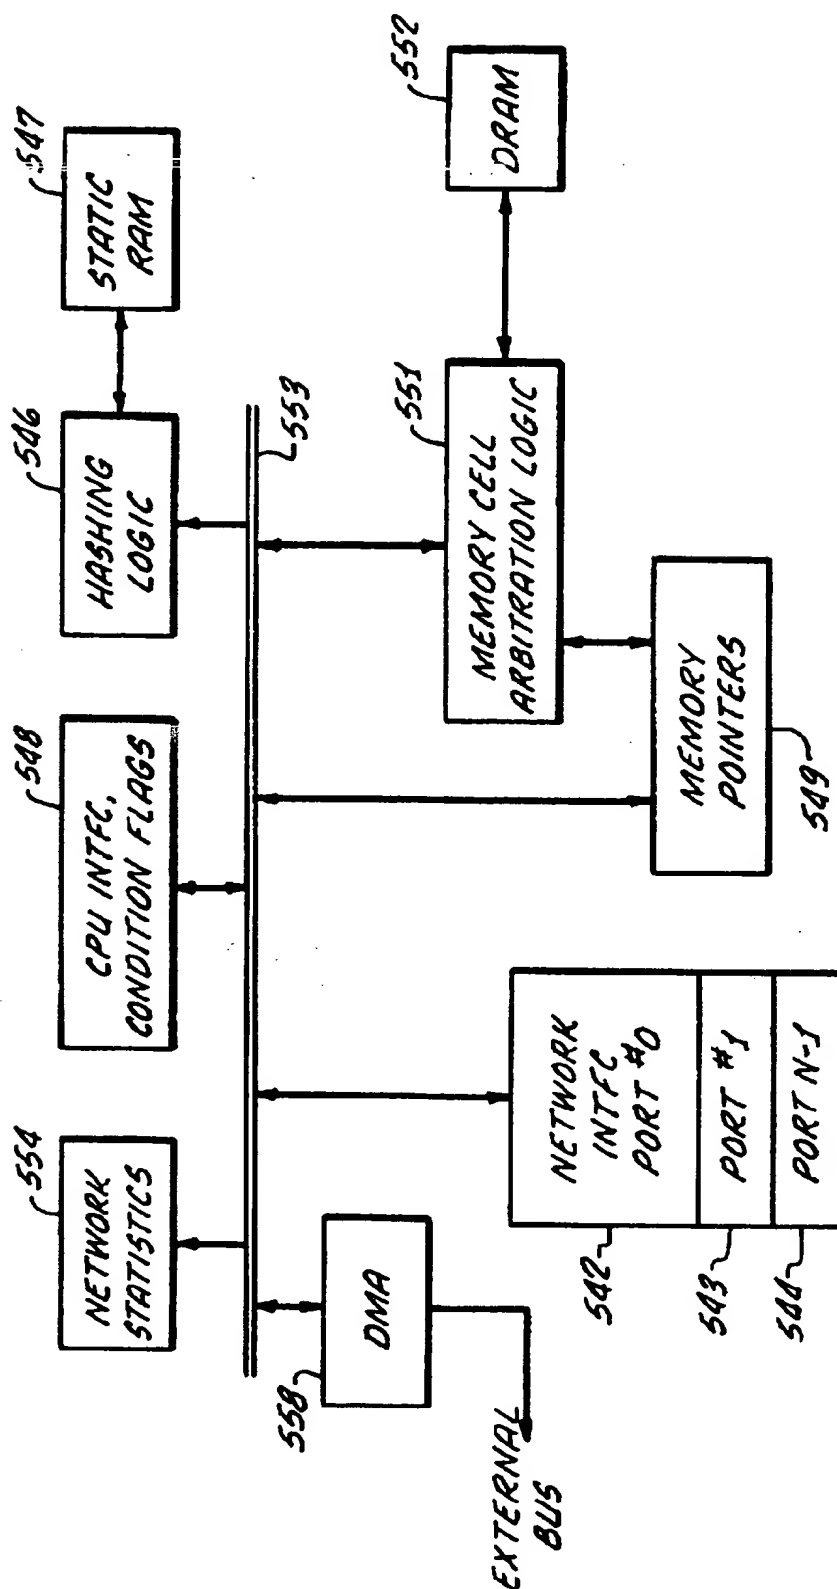 554
NETWORK
STATISTICS
548
CPU INTFC,
CONDITION FLAGS
546
HASHING
LOGIC
547
STATIC
RAM
553
558
DMA
EXTERNAL
BUS
542
NETWORK
INTFC
PORT #0
543
PORT #1
544
PORT N-1
551
MEMORY CELL
ARBITRATION LOGIC
552
DRAM
MEMORY
POINTERS
549